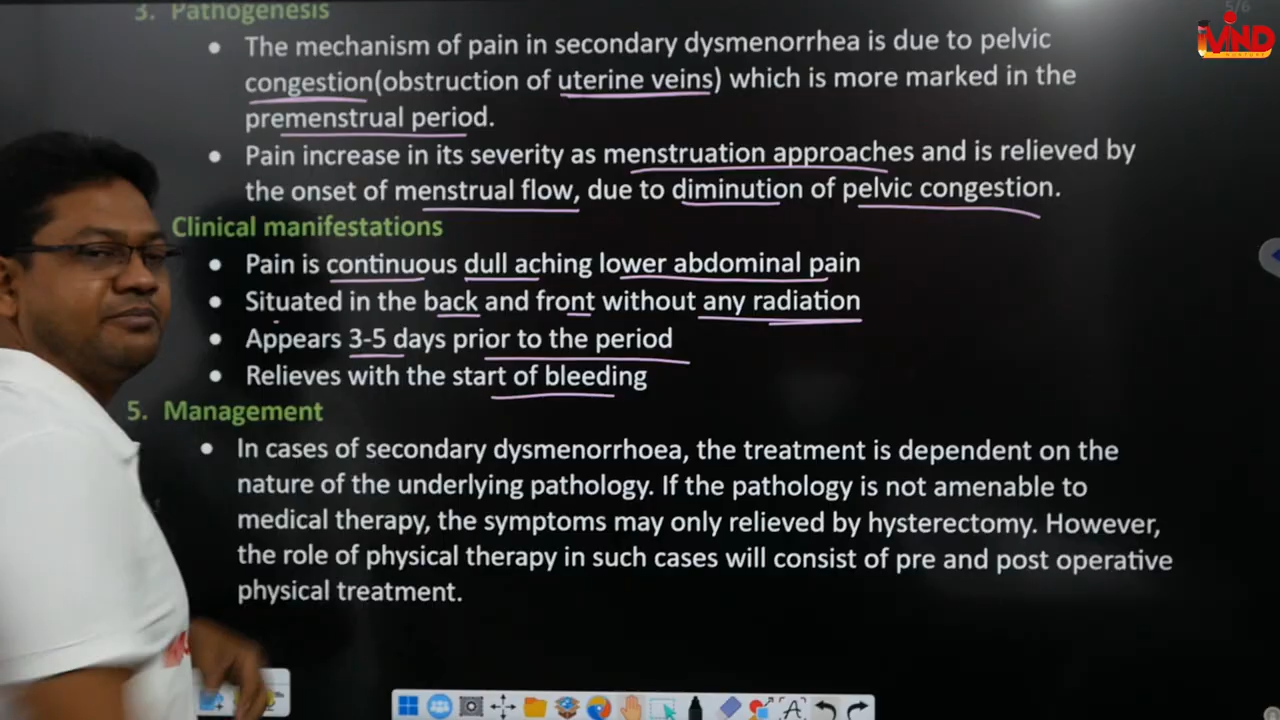 3. Pathogenesis
5/6
MIND
• The mechanism of pain in secondary dysmenorrhea is due to pelvic
congestion(obstruction of uterine veins) which is more marked in the
premenstrual period.
• Pain increase in its severity as menstruation approaches and is relieved by
the onset of menstrual flow, due to diminution of pelvic congestion.
Clinical manifestations
• Pain is continuous dull aching lower abdominal pain
• Situated in the back and front without any radiation
• Appears 3-5 days prior to the period
• Relieves with the start of bleeding
5. Management
• In cases of secondary dysmenorrhoea, the treatment is dependent on the
nature of the underlying pathology. If the pathology is not amenable to
medical therapy, the symptoms may only relieved by hysterectomy. However,
the role of physical therapy in such cases will consist of pre and post operative
physical treatment.